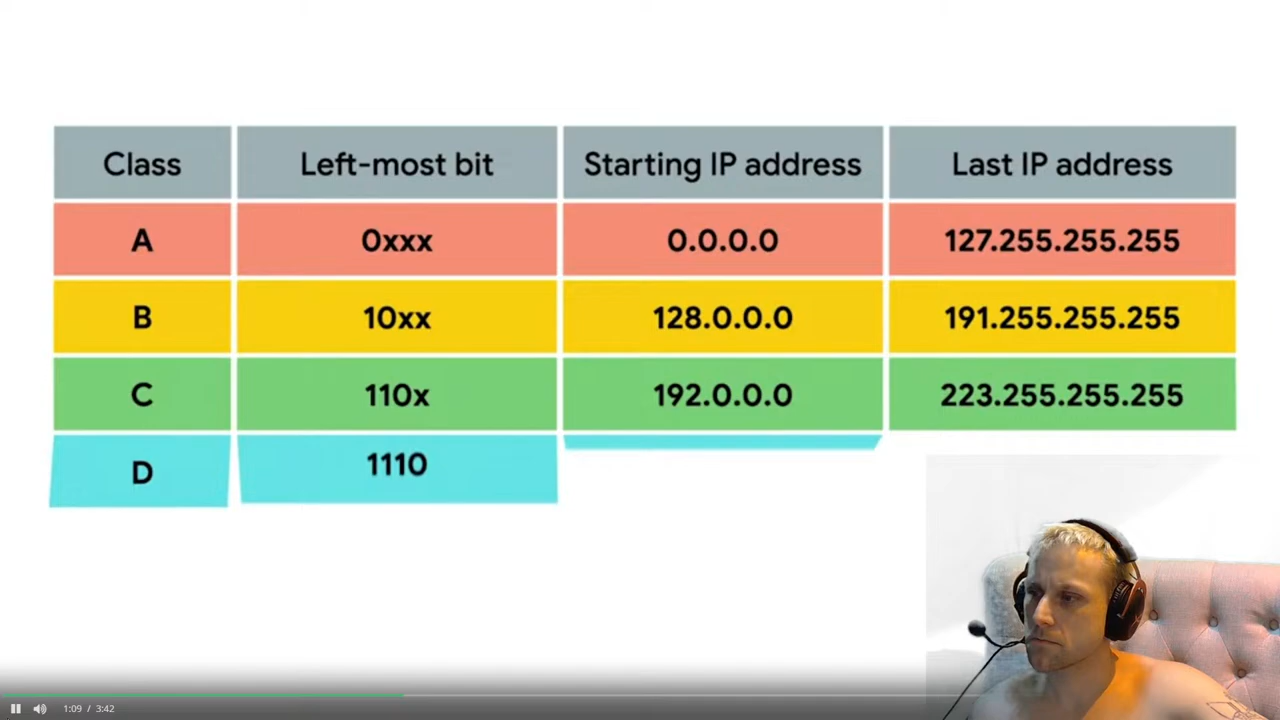 Class Left-most bit Starting IP address Last IP address
A 0xxx 0.0.0.0 127.255.255.255
B 10xx 128.0.0.0 191.255.255.255
C 110x 192.0.0.0 223.255.255.255
D 1110
1:09 / 3:42